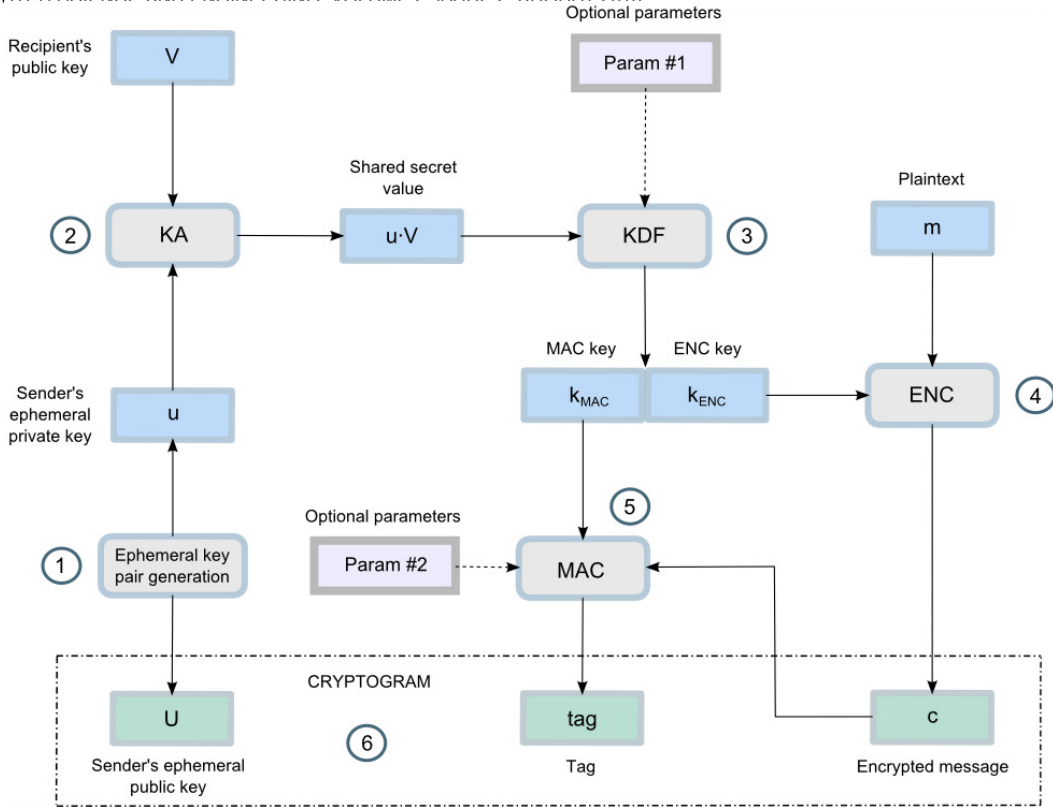 Optional parameters
Recipient's
public key
V
Param #1
Shared secret
value
Plaintext
2
KA
u·V
KDF
3
m
MAC key
ENC key
Sender's
ephemeral
private key
u
kMAC
kENC
ENC
4
5
Optional parameters
1
Ephemeral key
pair generation
Param #2
MAC
CRYPTOGRAM
U
6
tag
c
Sender's ephemeral
public key
Tag
Encrypted message